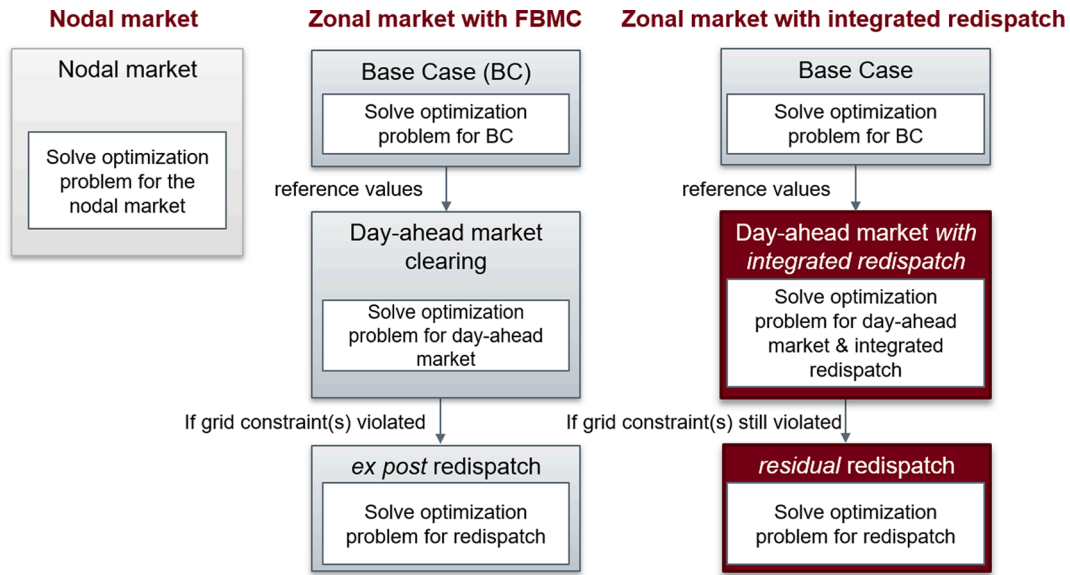 Nodal market
Nodal market
Solve optimization
problem for the
nodal market
Zonal market with FBMC
Base Case (BC)
Solve optimization
problem for BC
reference values
Day-ahead market
clearing
Solve optimization
problem for day-ahead
market
If grid constraint(s) violated
ex post redispatch
Solve optimization
problem for redispatch
Zonal market with integrated redispatch
Base Case
Solve optimization
problem for BC
reference values
Day-ahead market with
integrated redispatch
Solve optimization
problem for day-ahead
market & integrated
redispatch
If grid constraint(s) still violated
residual redispatch
Solve optimization
problem for redispatch